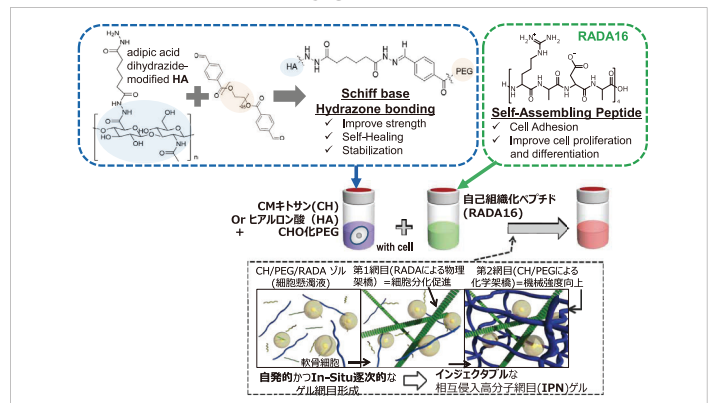 H₂N
NH
O
O
HN
NH
adipic acid
dihydrazide-
modified HA
HA
PEG
Schiff base
Hydrazone bonding
✓ Improve strength
✓ Self-Healing
✓ Stabilization
RADA16
Self-Assembling Peptide
✓ Cell Adhesion
✓ Improve cell proliferation
and differentiation
CMキトサン(CH)
Or ヒアルロン酸（HA）
+ CHO化PEG
with cell
自己組織化ペプチド
(RADA16)
CH/PEG/RADA ゾル
(細胞懸濁液)
第1網目(RADAによる物理
架橋）＝細胞分化促進
第2網目(CH/PEGによる
化学架橋)＝機械強度向上
軟骨細胞
自発的かつIn-Situ逐次的な
ゲル網目形成
インジェクタブルな
相互侵入高分子網目(IPN)ゲル